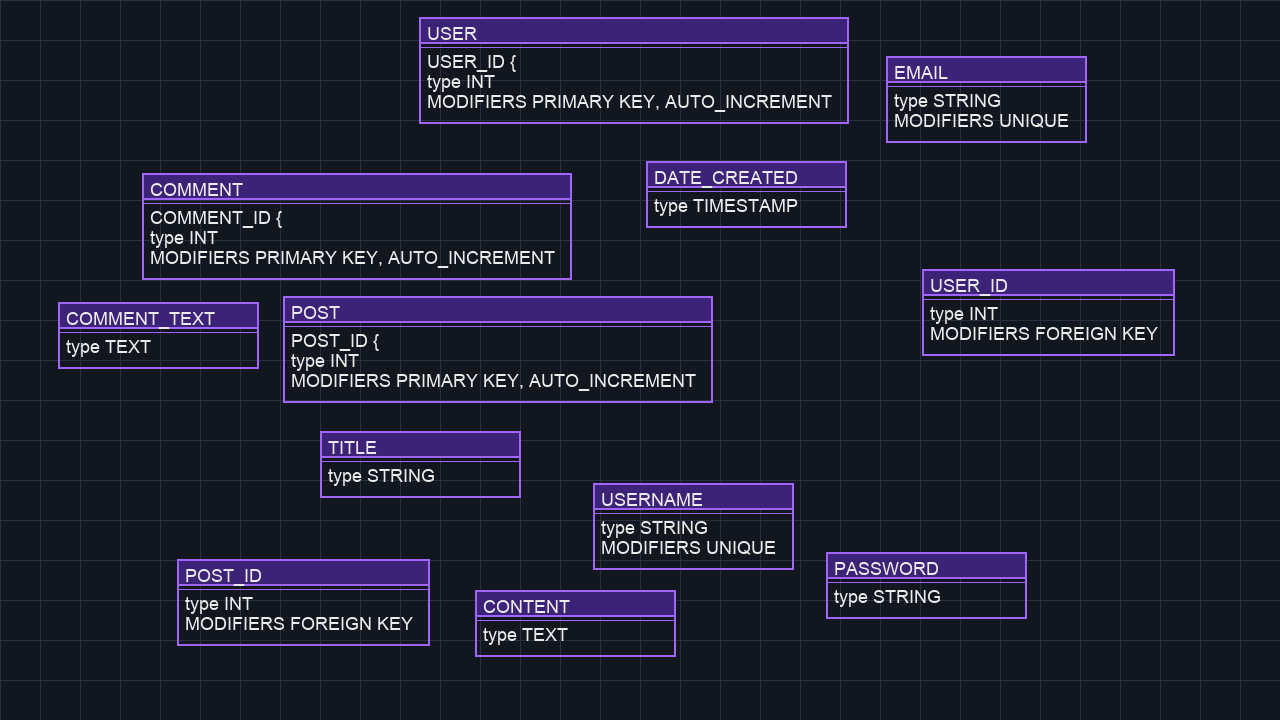 USER
USER_ID {
type INT
MODIFIERS PRIMARY KEY, AUTO_INCREMENT
EMAIL
type STRING
MODIFIERS UNIQUE
DATE_CREATED
type TIMESTAMP
COMMENT
COMMENT_ID {
type INT
MODIFIERS PRIMARY KEY, AUTO_INCREMENT
USER_ID
type INT
MODIFIERS FOREIGN KEY
COMMENT_TEXT
type TEXT
POST
POST_ID {
type INT
MODIFIERS PRIMARY KEY, AUTO_INCREMENT
TITLE
type STRING
USERNAME
type STRING
MODIFIERS UNIQUE
PASSWORD
type STRING
POST_ID
type INT
MODIFIERS FOREIGN KEY
CONTENT
type TEXT